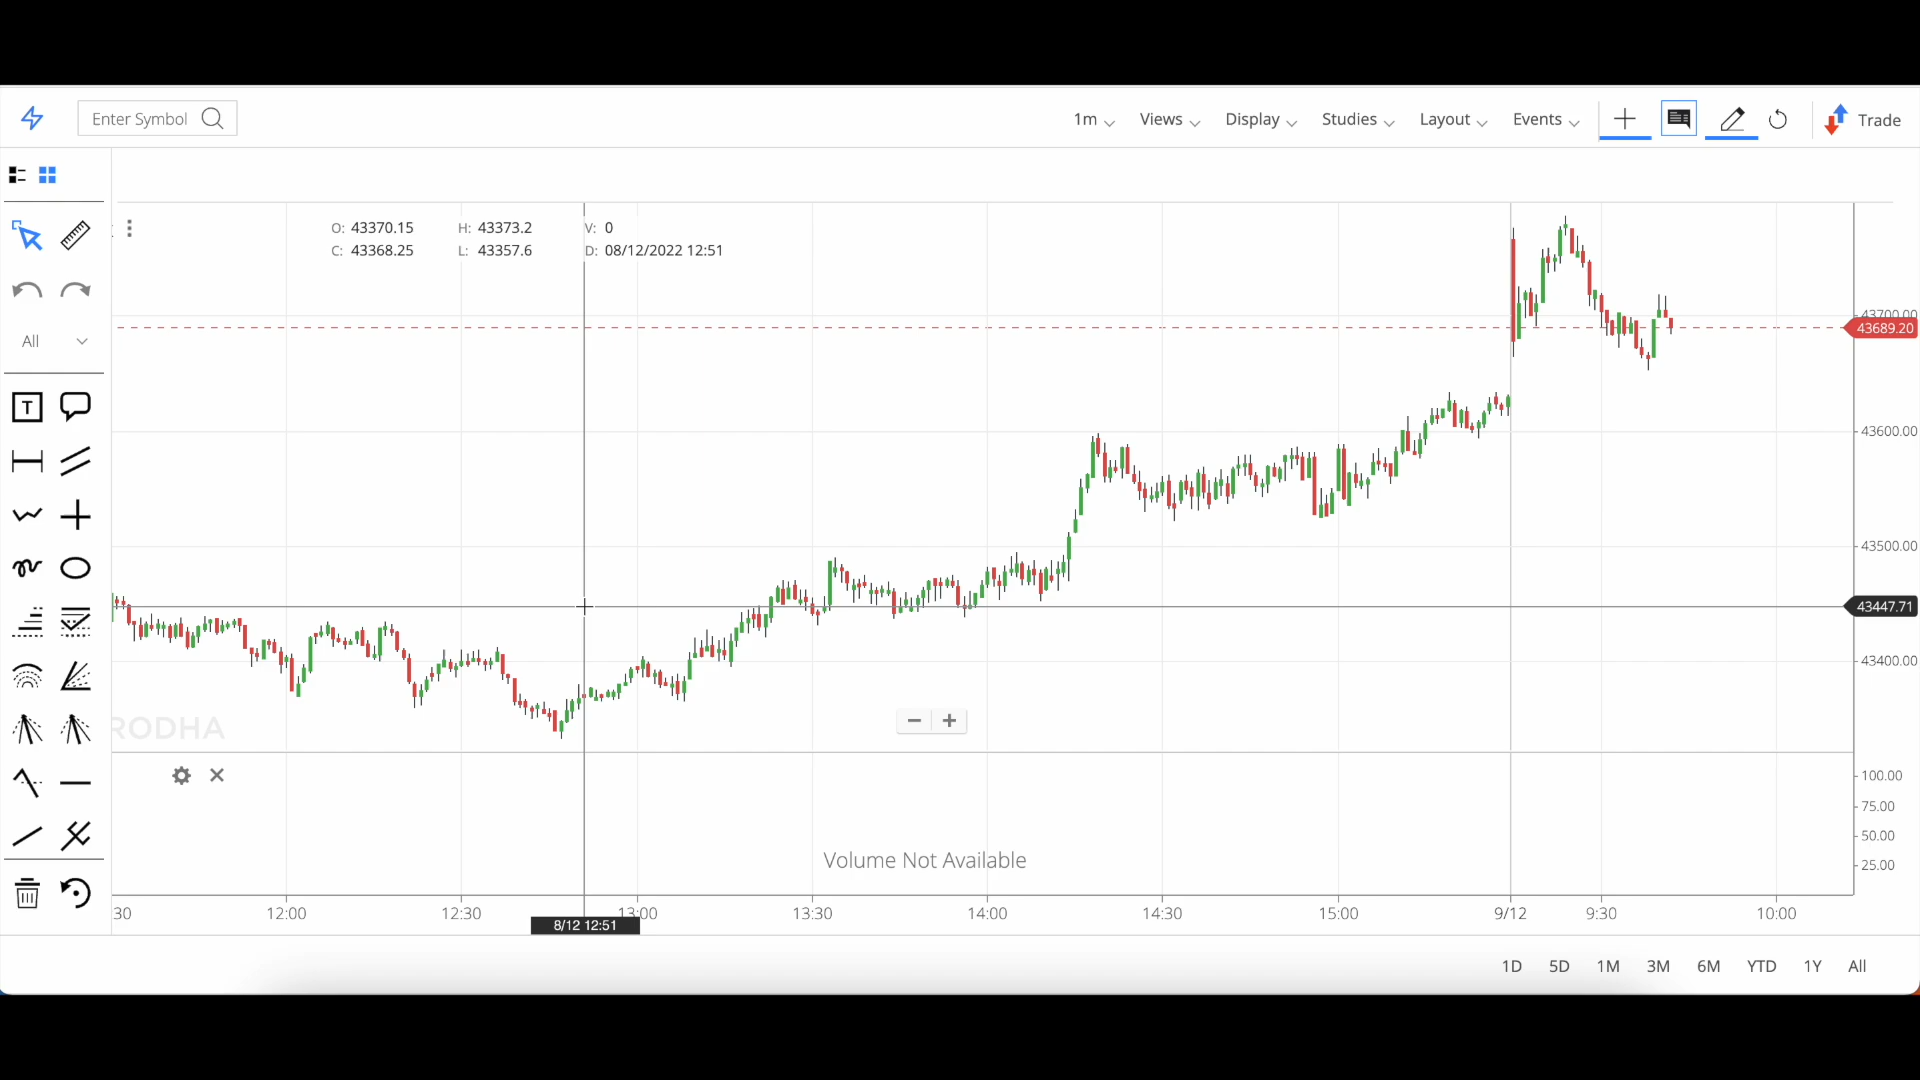 Enter Symbol
1m Views Display Studies Layout Events Trade
O: 43370.15 H: 43373.2 V: 0
C: 43368.25 L: 43357.6 D: 08/12/2022 12:51
All
T
43700.00
43689.20
43600.00
43500.00
43447.71
43400.00
RODHA
100.00
75.00
50.00
25.00
Volume Not Available
30 12:00 12:30 13:00 13:30 14:00 14:30 15:00 9/12 9:30 10:00
8/12 12:51
1D 5D 1M 3M 6M YTD 1Y All